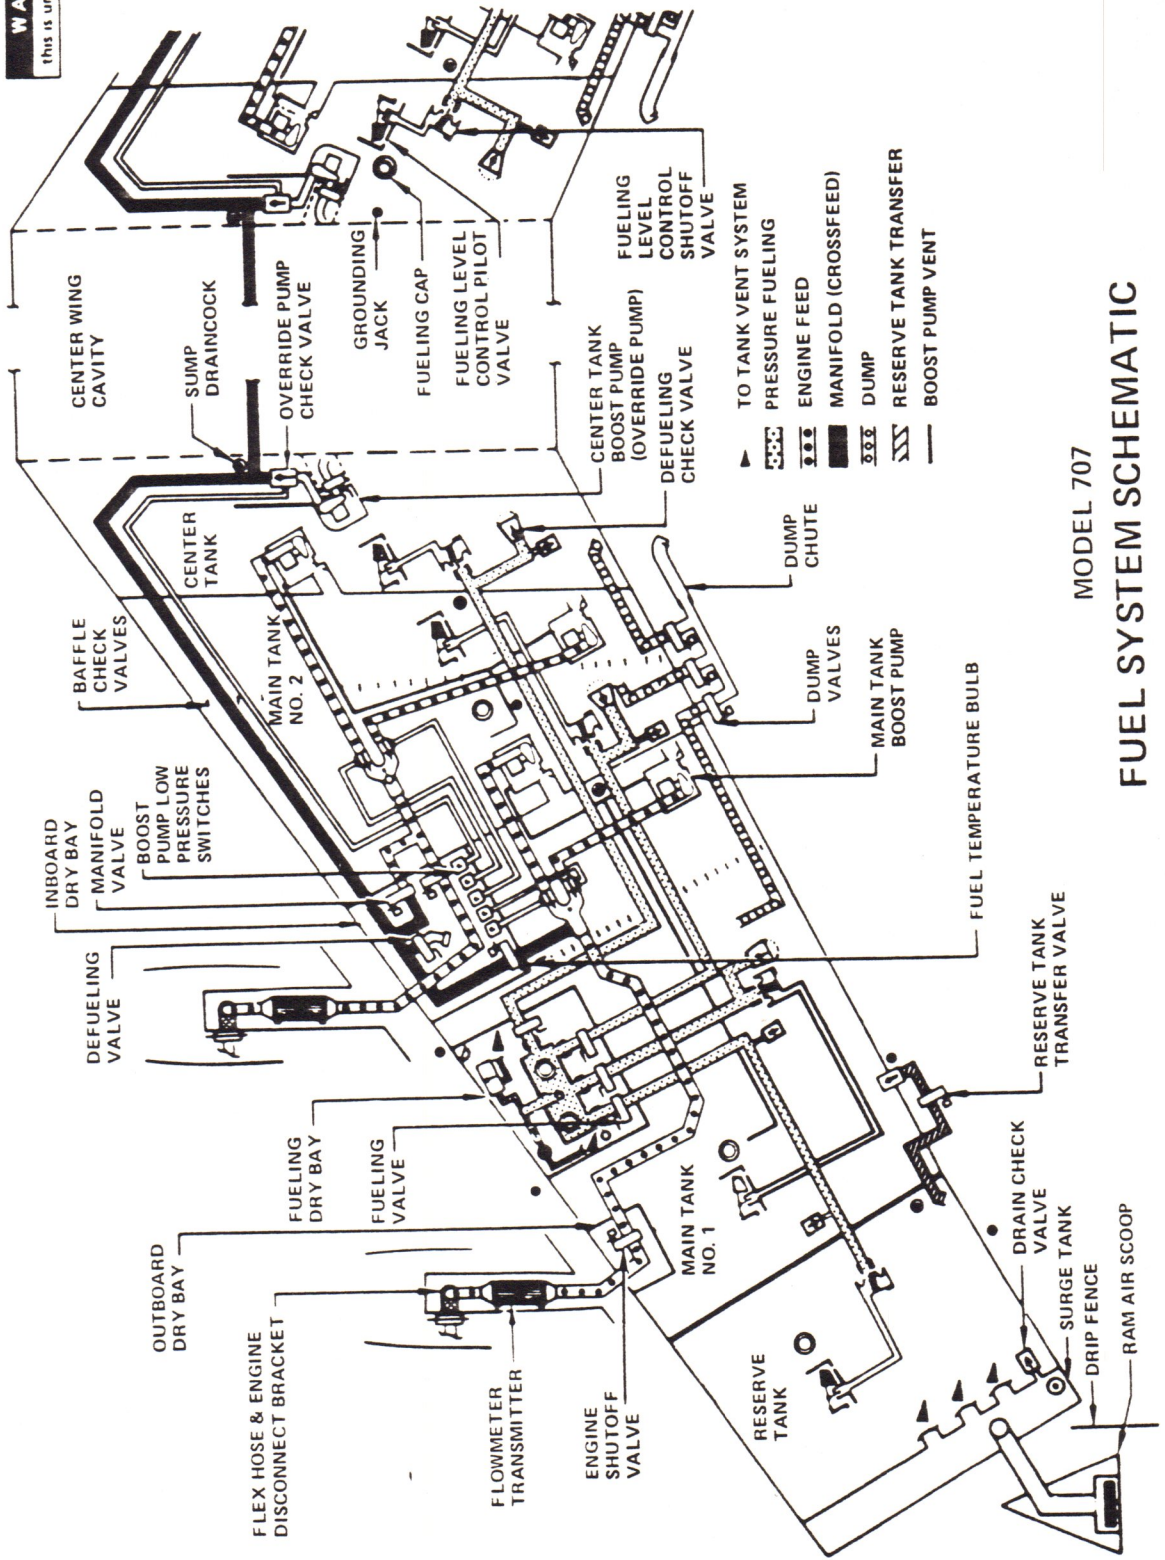 WA
this is un
CENTER WING
CAVITY
SUMP
DRAINCOCK
OVERRIDE PUMP
CHECK VALVE
GROUNDING
JACK
FUELING CAP
FUELING LEVEL
CONTROL PILOT
VALVE
FUELING
LEVEL
CONTROL
SHUTOFF
VALVE
CENTER TANK
BOOST PUMP
(OVERRIDE PUMP)
DEFUELING
CHECK VALVE
TO TANK VENT SYSTEM
PRESSURE FUELING
ENGINE FEED
MANIFOLD (CROSSFEED)
DUMP
RESERVE TANK TRANSFER
BOOST PUMP VENT
CENTER
TANK
BAFFLE
CHECK
VALVES
MAIN TANK
NO. 2
DUMP
CHUTE
DUMP
VALVES
MAIN TANK
BOOST PUMP
FUEL TEMPERATURE BULB
INBOARD
DRY BAY
MANIFOLD
VALVE
BOOST
PUMP LOW
PRESSURE
SWITCHES
DEFUELING
VALVE
FUELING
DRY BAY
FUELING
VALVE
RESERVE TANK
TRANSFER VALVE
OUTBOARD
DRY BAY
FLEX HOSE & ENGINE
DISCONNECT BRACKET
FLOWMETER
TRANSMITTER
ENGINE
SHUTOFF
VALVE
MAIN TANK
NO. 1
RESERVE
TANK
DRAIN CHECK
VALVE
SURGE TANK
DRIP FENCE
RAM AIR SCOOP
MODEL 707
FUEL SYSTEM SCHEMATIC